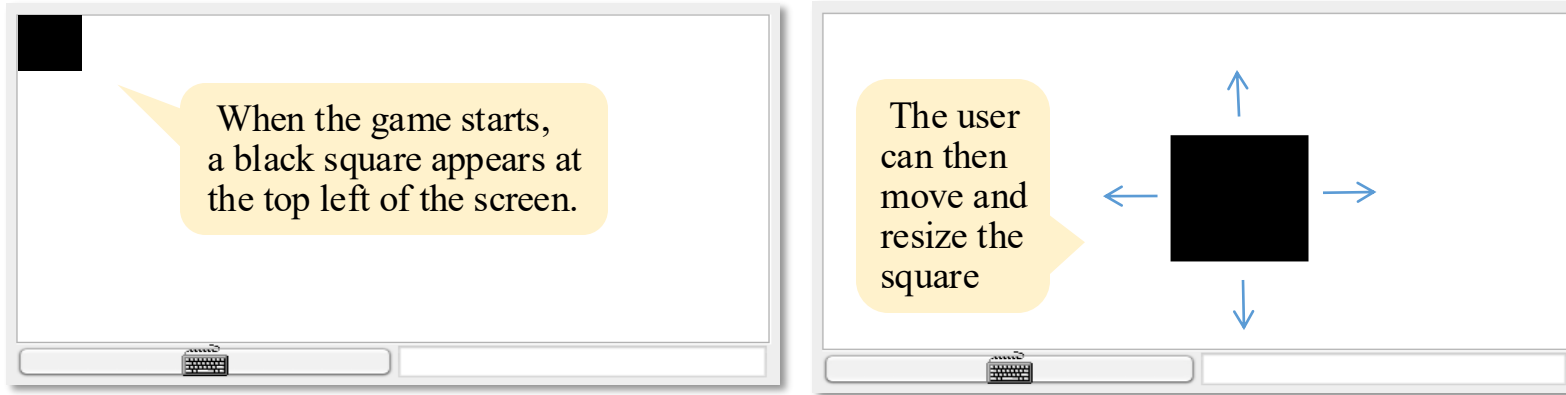 When the game starts,
a black square appears at
the top left of the screen.
The user
can then
move and
resize the
square